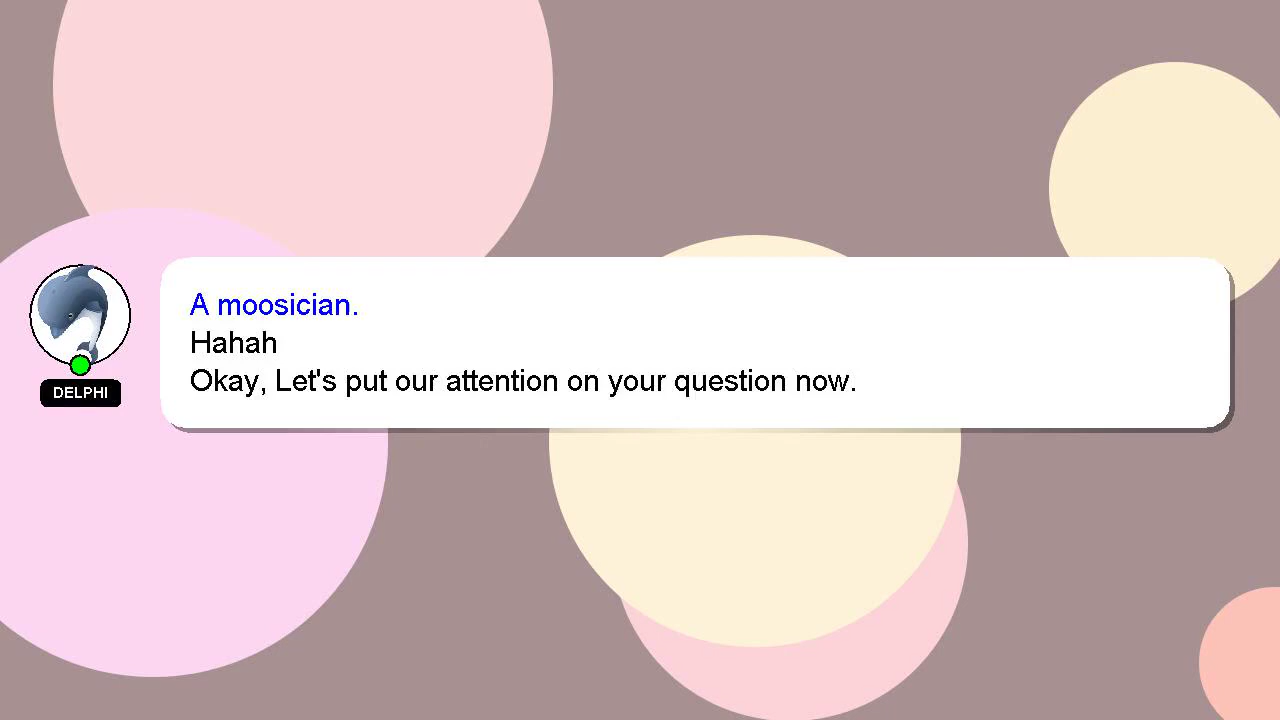 A moosician.
Hahah
Okay, Let's put our attention on your question now.
DELPHI